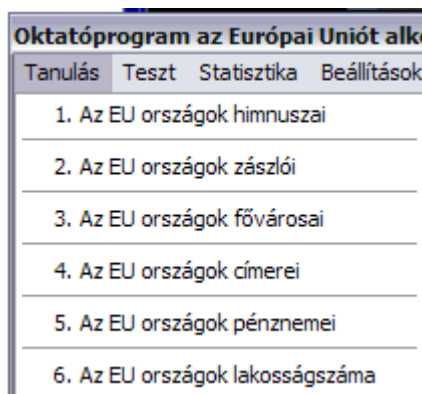 Oktatóprogram az Európai Uniót
Tanulás Teszt Statisztika Beállítások
1. Az EU országok himnuszai
2. Az EU országok zászlói
3. Az EU országok fővárosai
4. Az EU országok címerei
5. Az EU országok pénznemei
6. Az EU országok lakosságszáma